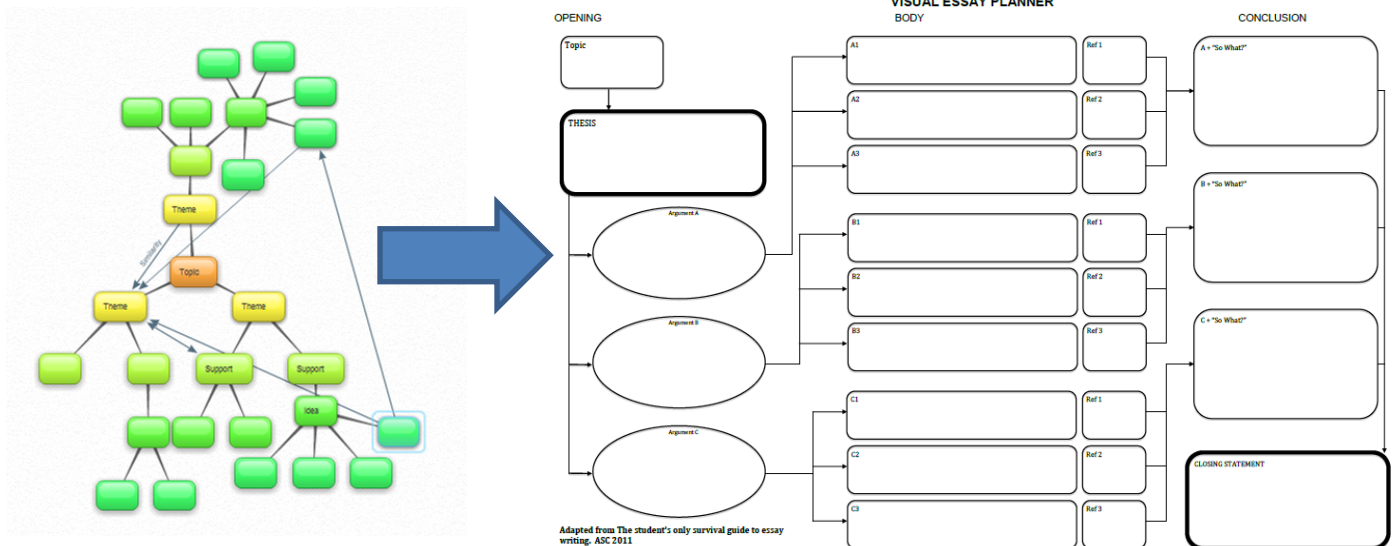 Theme
Similarity
Topic
Theme
Theme
Support
Support
Idea
VISUAL ESSAY PLANNER
OPENING
BODY
CONCLUSION
Topic
THESIS
Argument A
Argument B
Argument C
A1
Ref 1
A2
Ref 2
A3
Ref 3
B1
Ref 1
B2
Ref 2
B3
Ref 3
C1
Ref 1
C2
Ref 2
C3
Ref 3
A + "So What?"
B + "So What?"
C + "So What?"
CLOSING STATEMENT
Adapted from The student's only survival guide to essay
writing. ASC 2011